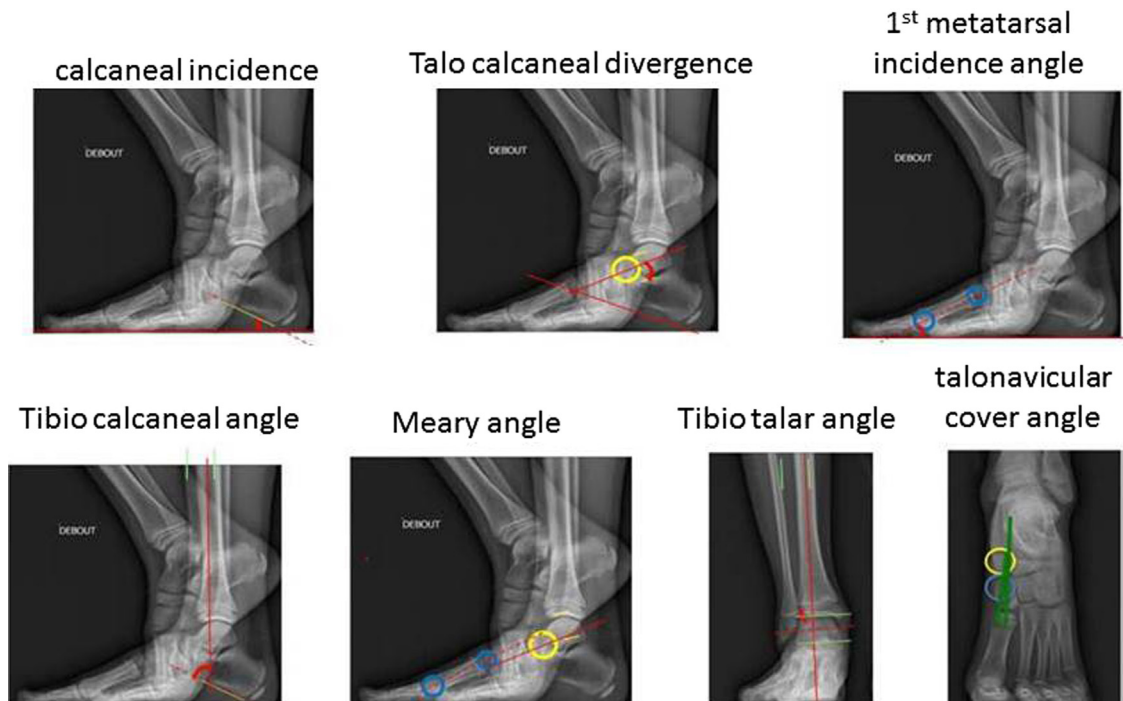 calcaneal incidence
Talo calcaneal divergence
1st metatarsal
incidence angle
DEBOUT
DEBOUT
DEBOUT
Tibio calcaneal angle
Meary angle
Tibio talar angle
talonavicular
cover angle
DEBOUT
DEBOUT